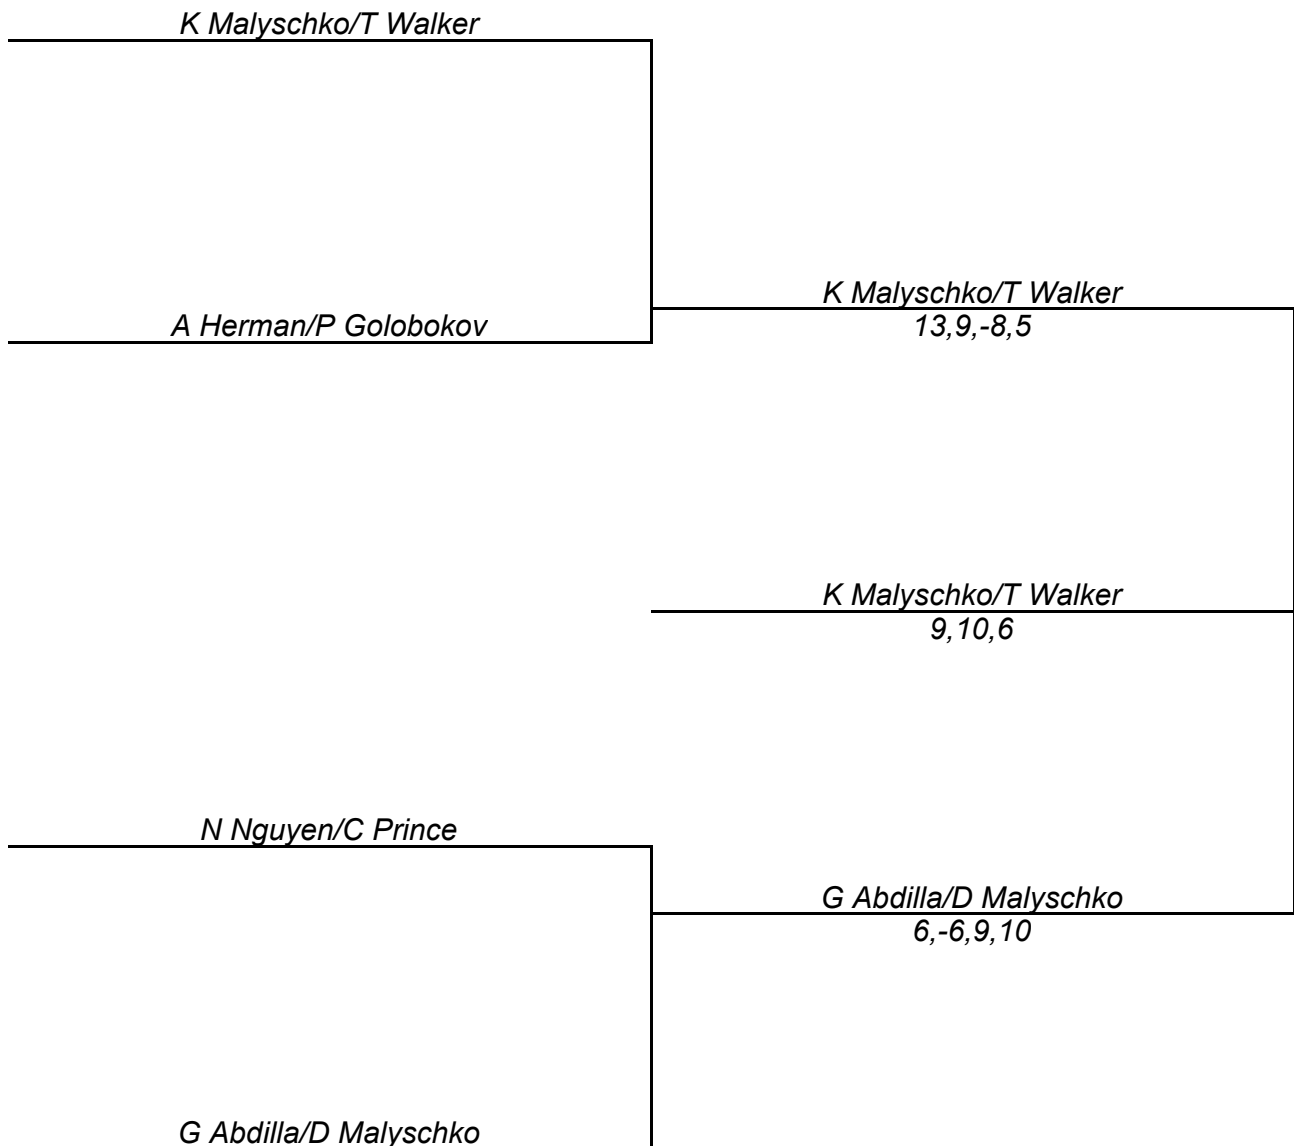 K Malyschko/T Walker
K Malyschko/T Walker
A Herman/P Golobokov
13,9,-8,5
K Malyschko/T Walker
9,10,6
N Nguyen/C Prince
G Abdilla/D Malyschko
6,-6,9,10
G Abdilla/D Malyschko